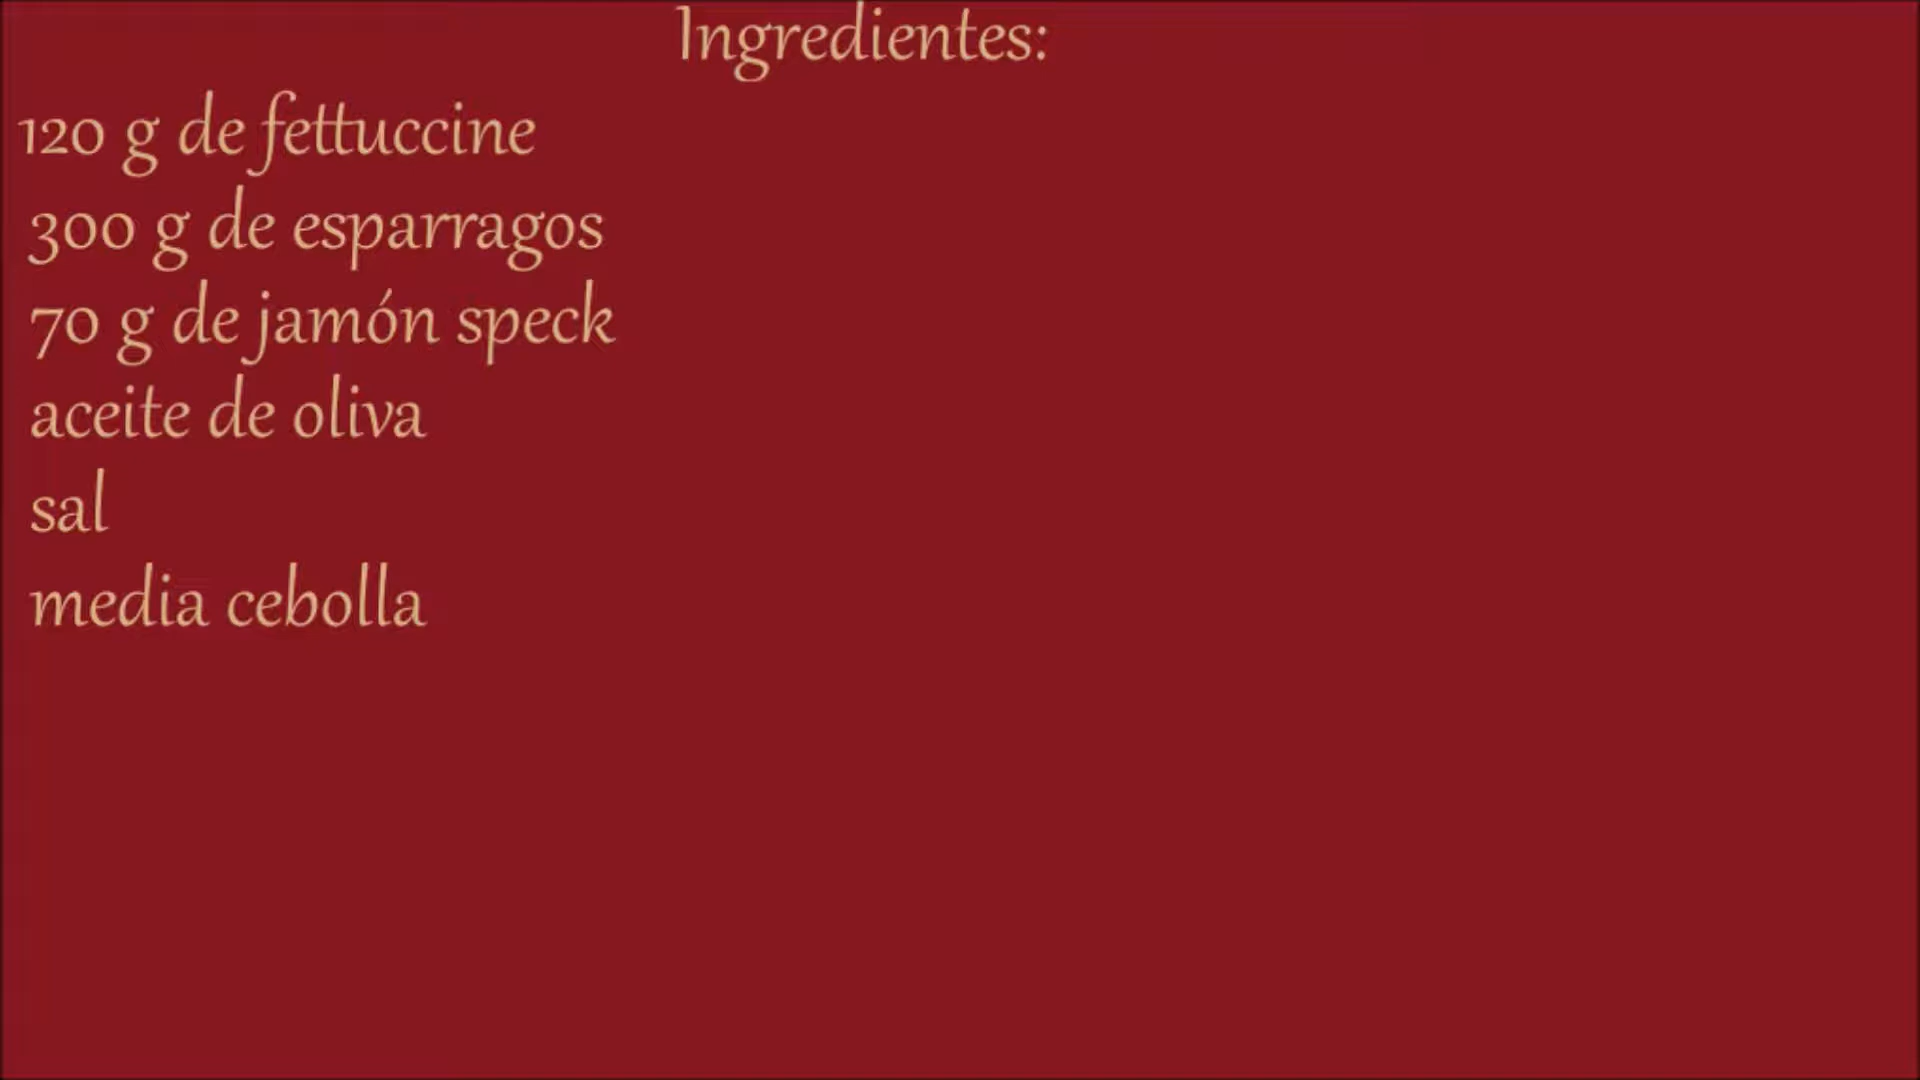 Ingredientes:
120 g de fettuccine
300 g de esparragos
70 g de jamón speck
aceite de oliva
sal
media cebolla